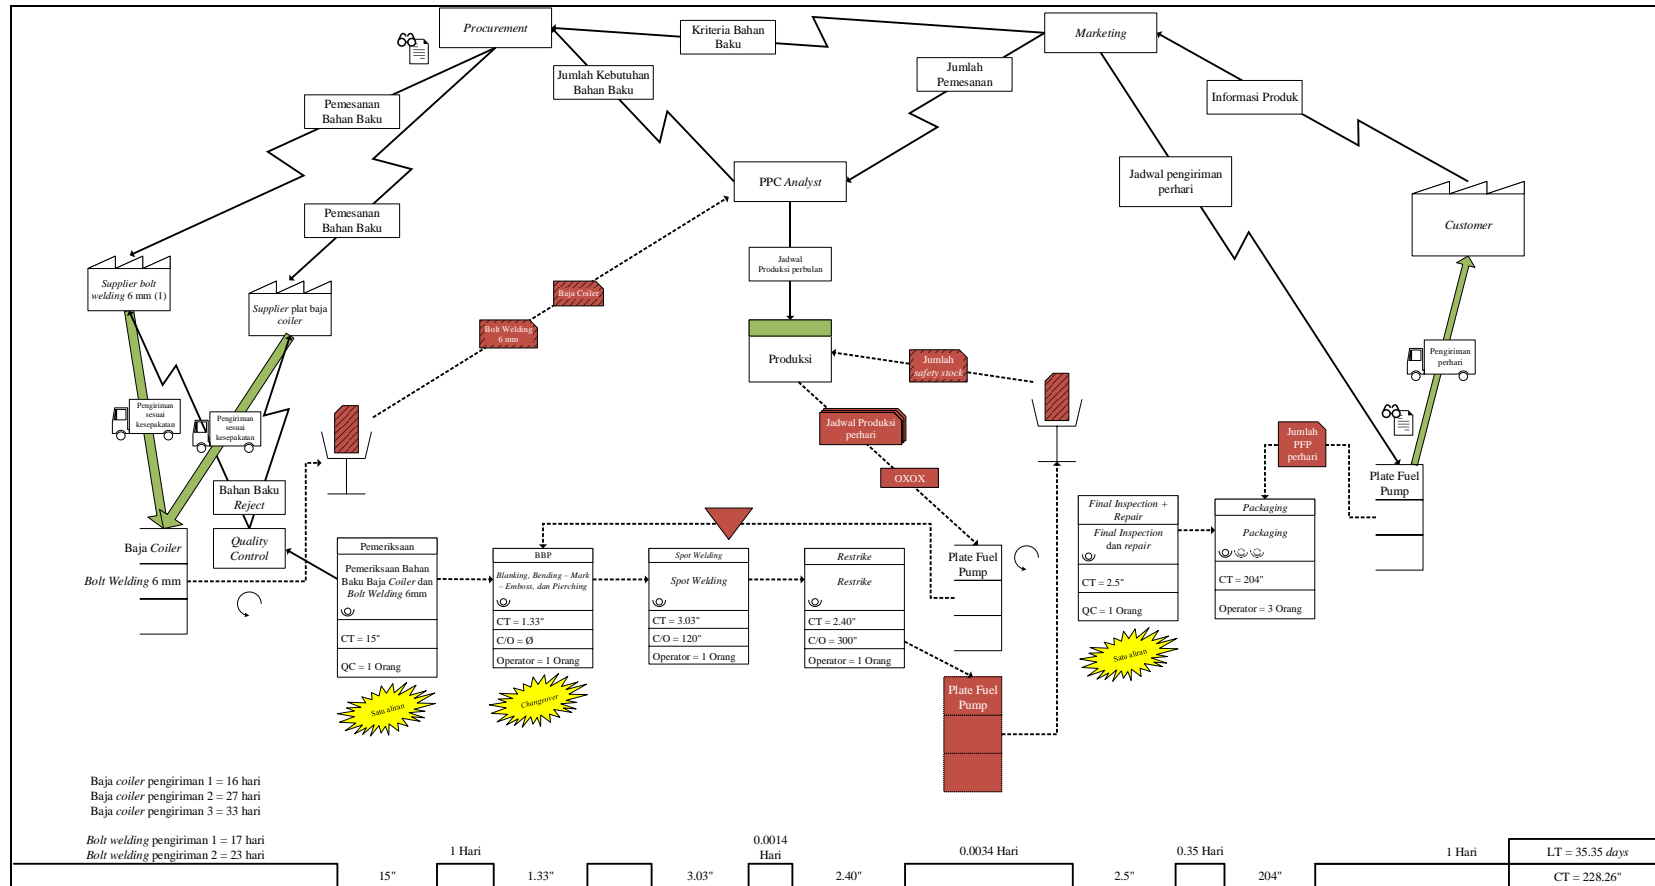 Procurement
Kriteria Bahan
Baku
Marketing
Jumlah Kebutuhan
Bahan Baku
Jumlah
Pemesanan
Informasi Produk
Pemesanan
Bahan Baku
Pemesanan
Bahan Baku
PPC Analyst
Jadwal pengiriman
perhari
Customer
Supplier bolt
welding 6 mm (1)
Supplier plat baja
coiler
Jadwal
Produksi perbulan
Baja Coiler
Bolt Welding
6 mm
Produksi
Jumlah
safety stock
Pengiriman
perhari
Pengiriman
sesuai
kesepakatan
Pengiriman
sesuai
kesepakatan
Jadwal Produksi
perhari
Jumlah
PFP
perhari
OXOX
Plate Fuel
Pump
Bahan Baku
Reject
Baja Coiler
Bolt Welding 6 mm
Quality
Control
Pemeriksaan
Pemeriksaan Bahan
Baku Baja Coiler dan
Bolt Welding 6mm
CT = 15"
QC = 1 Orang
Satu aliran
BBP
Blanking, Bending – Mark
– Emboss, dan Pierching
CT = 1.33"
C/O = Ø
Operator = 1 Orang
Changeover
Spot Welding
Spot Welding
CT = 3.03"
C/O = 120"
Operator = 1 Orang
Restrike
Restrike
CT = 2.40"
C/O = 300"
Operator = 1 Orang
Plate Fuel
Pump
Plate Fuel
Pump
Final Inspection +
Repair
Final Inspection
dan repair
CT = 2.5"
QC = 1 Orang
Satu aliran
Packaging
Packaging
CT = 204"
Operator = 3 Orang
Baja coiler pengiriman 1 = 16 hari
Baja coiler pengiriman 2 = 27 hari
Baja coiler pengiriman 3 = 33 hari
Bolt welding pengiriman 1 = 17 hari
Bolt welding pengiriman 2 = 23 hari
1 Hari
0.0014
Hari
0.0034 Hari
0.35 Hari
1 Hari
LT = 35.35 days
15"
1.33"
3.03"
2.40"
2.5"
204"
CT = 228.26"